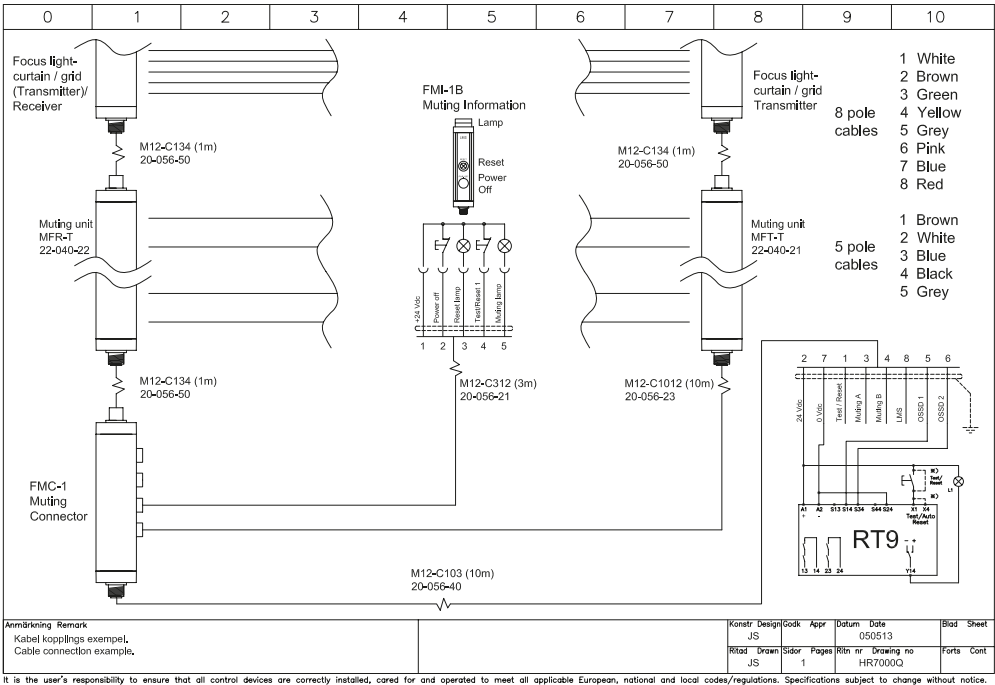 0 1 2 3 4 5 6 7 8 9 10
Focus light-
curtain / grid
(Transmitter)/
Receiver
FMI-1B
Muting Information
Lamp
Reset
Power
Off
Focus light-
curtain / grid
Transmitter
8 pole
cables
1 White
2 Brown
3 Green
4 Yellow
5 Grey
6 Pink
7 Blue
8 Red
M12-C134 (1m)
20-056-50
M12-C134 (1m)
20-056-50
Muting unit
MFR-T
22-040-22
Muting unit
MFT-T
22-040-21
5 pole
cables
1 Brown
2 White
3 Blue
4 Black
5 Grey
+24 Vdc
Power off
Reset lamp
Test/Reset 1
Muting lamp
1 2 3 4 5
M12-C134 (1m)
20-056-50
M12-C312 (3m)
20-056-21
M12-C1012 (10m)
20-056-23
2 7 1 3 4 8 5 6
24 Vdc
0 Vdc
Test / Reset
Muting A
Muting B
LMS
OSSD 1
OSSD 2
FMC-1
Muting
Connector
※)
Test/
Reset
L1
※)
A1 A2 S13 S14 S34 S44 S24 X1 X4
+ -
Test/Auto
Reset
RT9
- +
13 14 23 24 Y14
M12-C103 (10m)
20-056-40
Anmärkning Remark
Kabel kopplings exempel.
Cable connection example.
Konstr Design Godk Appr Datum Date Blad Sheet
JS 050513
Ritad Drawn Sidor Pages Ritn nr Drawing no Forts Cont
JS 1 HR7000Q
It is the user's responsibility to ensure that all control devices are correctly installed, cared for and operated to meet all applicable European, national and local codes/regulations. Specifications subject to change without notice.